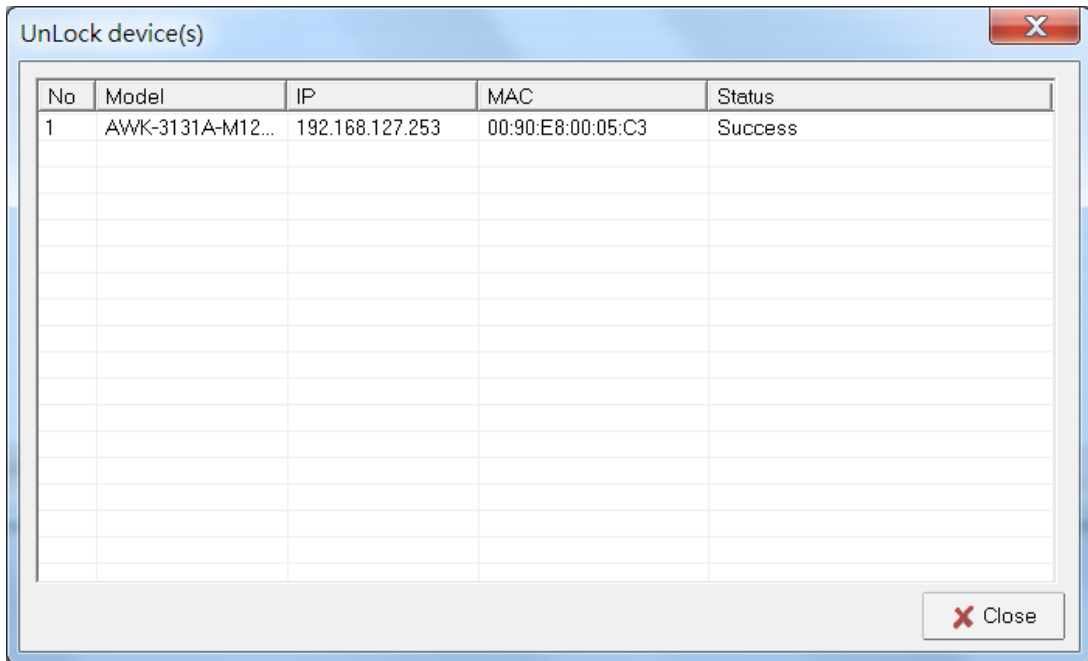 UnLock device(s)
No Model IP MAC Status
1 AWK-3131A-M12... 192.168.127.253 00:90:E8:00:05:C3 Success
Close